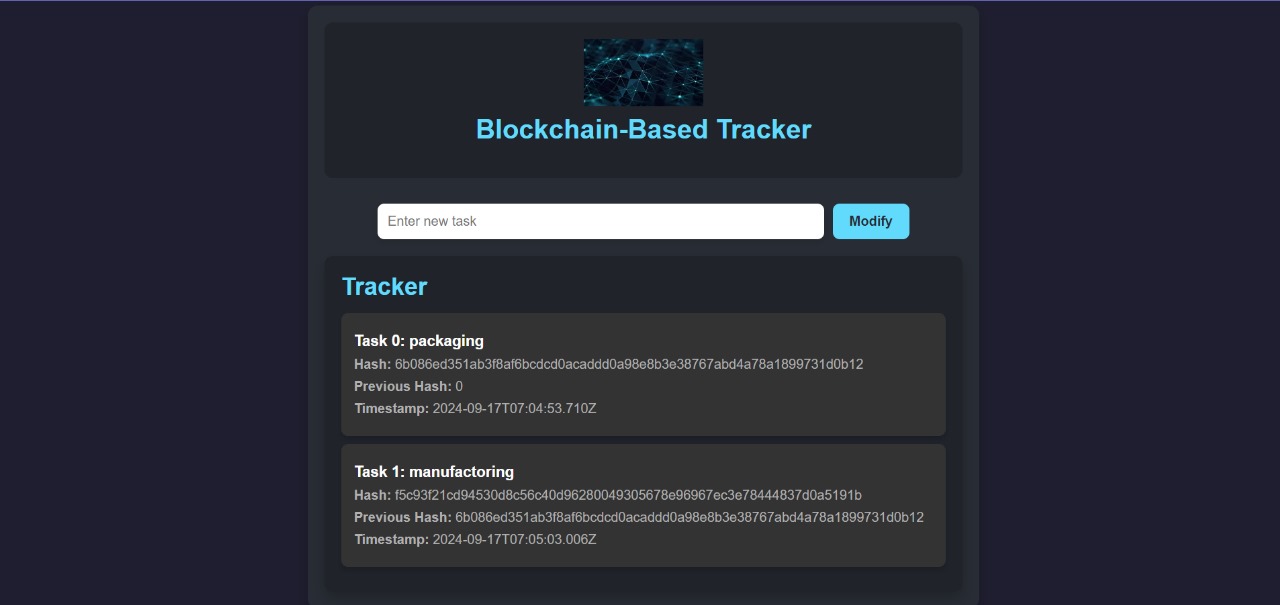 Blockchain-Based Tracker
Enter new task
Modify
Tracker
Task 0: packaging
Hash: 6b086ed351ab3f8af6bcdcd0acaddd0a98e8b3e38767abd4a78a1899731d0b12
Previous Hash: 0
Timestamp: 2024-09-17T07:04:53.710Z
Task 1: manufactoring
Hash: f5c93f21cd94530d8c56c40d96280049305678e96967ec3e78444837d0a5191b
Previous Hash: 6b086ed351ab3f8af6bcdcd0acaddd0a98e8b3e38767abd4a78a1899731d0b12
Timestamp: 2024-09-17T07:05:03.006Z